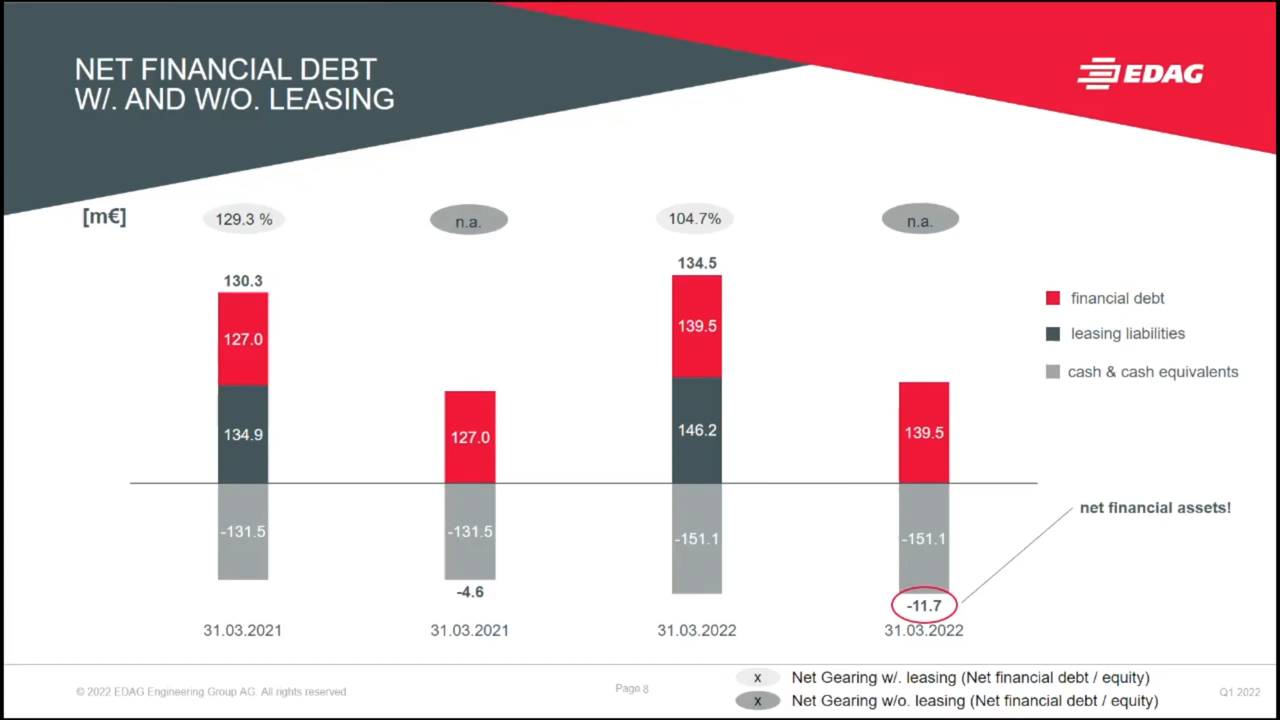 NET FINANCIAL DEBT
W/. AND W/O. LEASING
EDAG
[m€]
129.3 %
n.a.
104.7%
n.a.
130.3
134.5
127.0
139.5
134.9
127.0
146.2
139.5
financial debt
leasing liabilities
cash & cash equivalents
-131.5
-131.5
-151.1
-151.1
net financial assets!
-4.6
-11.7
31.03.2021
31.03.2021
31.03.2022
31.03.2022
x Net Gearing w/. leasing (Net financial debt / equity)
x Net Gearing w/o. leasing (Net financial debt / equity)
© 2022 EDAG Engineering Group AG. All rights reserved
Page 8
Q1 2022